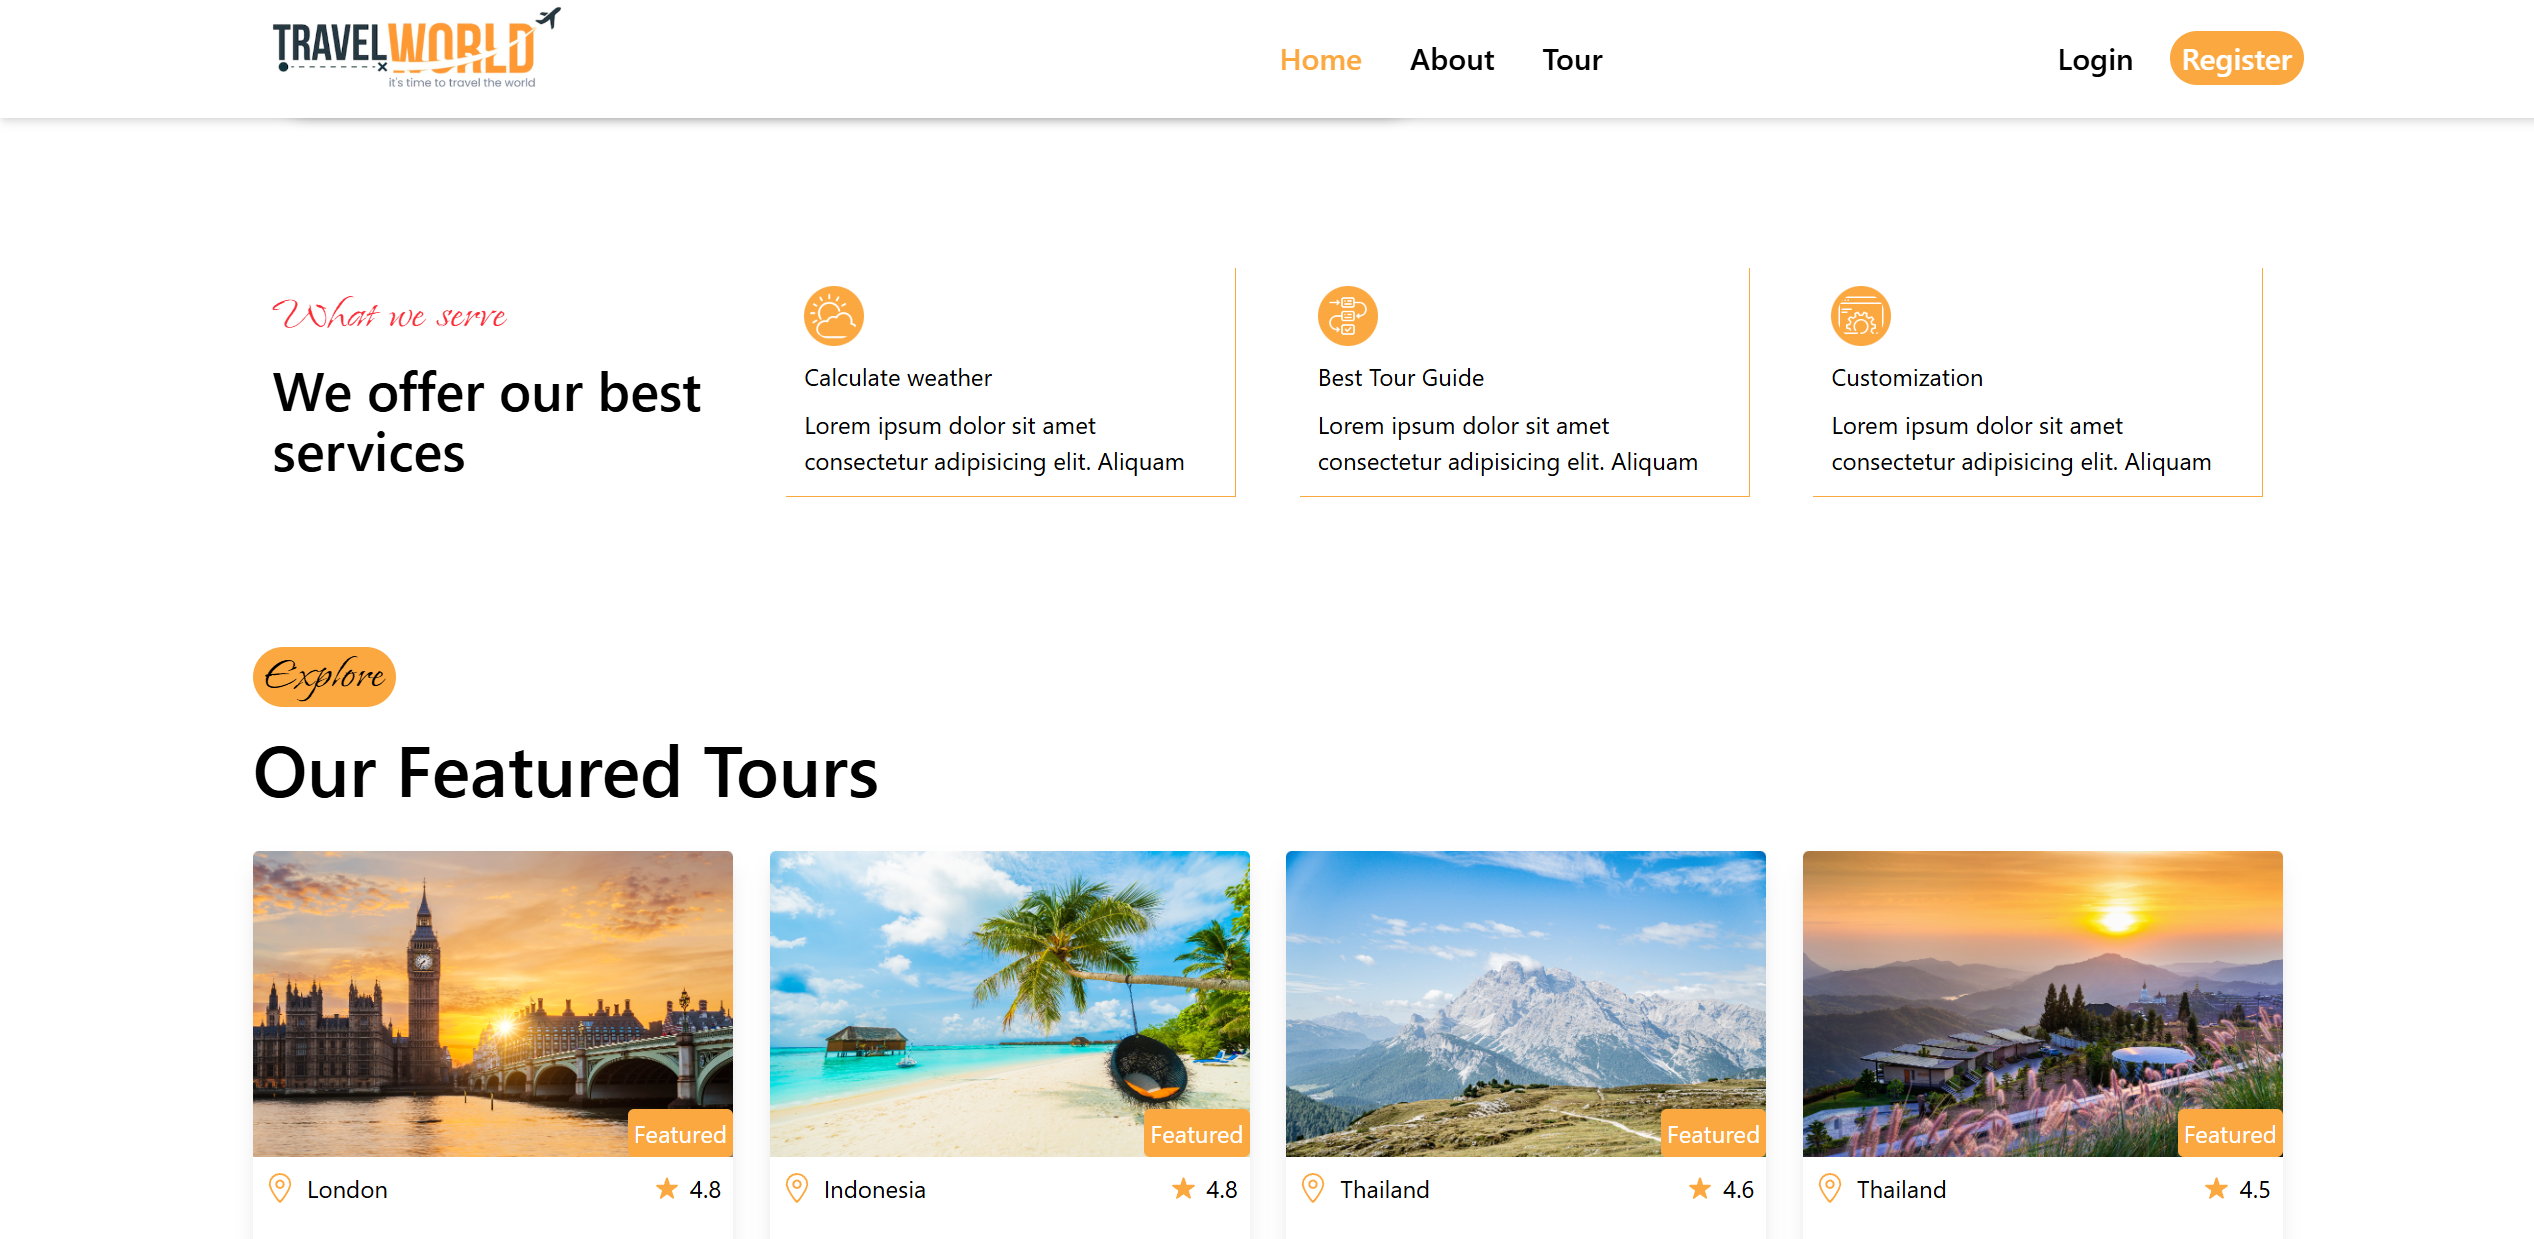 TRAVELWORLD
it's time to travel the world
Home About Tour
Login Register
What we serve
We offer our best
services
Calculate weather
Lorem ipsum dolor sit amet
consectetur adipisicing elit. Aliquam
Best Tour Guide
Lorem ipsum dolor sit amet
consectetur adipisicing elit. Aliquam
Customization
Lorem ipsum dolor sit amet
consectetur adipisicing elit. Aliquam
Explore
Our Featured Tours
Featured
London 4.8
Featured
Indonesia 4.8
Featured
Thailand 4.6
Featured
Thailand 4.5